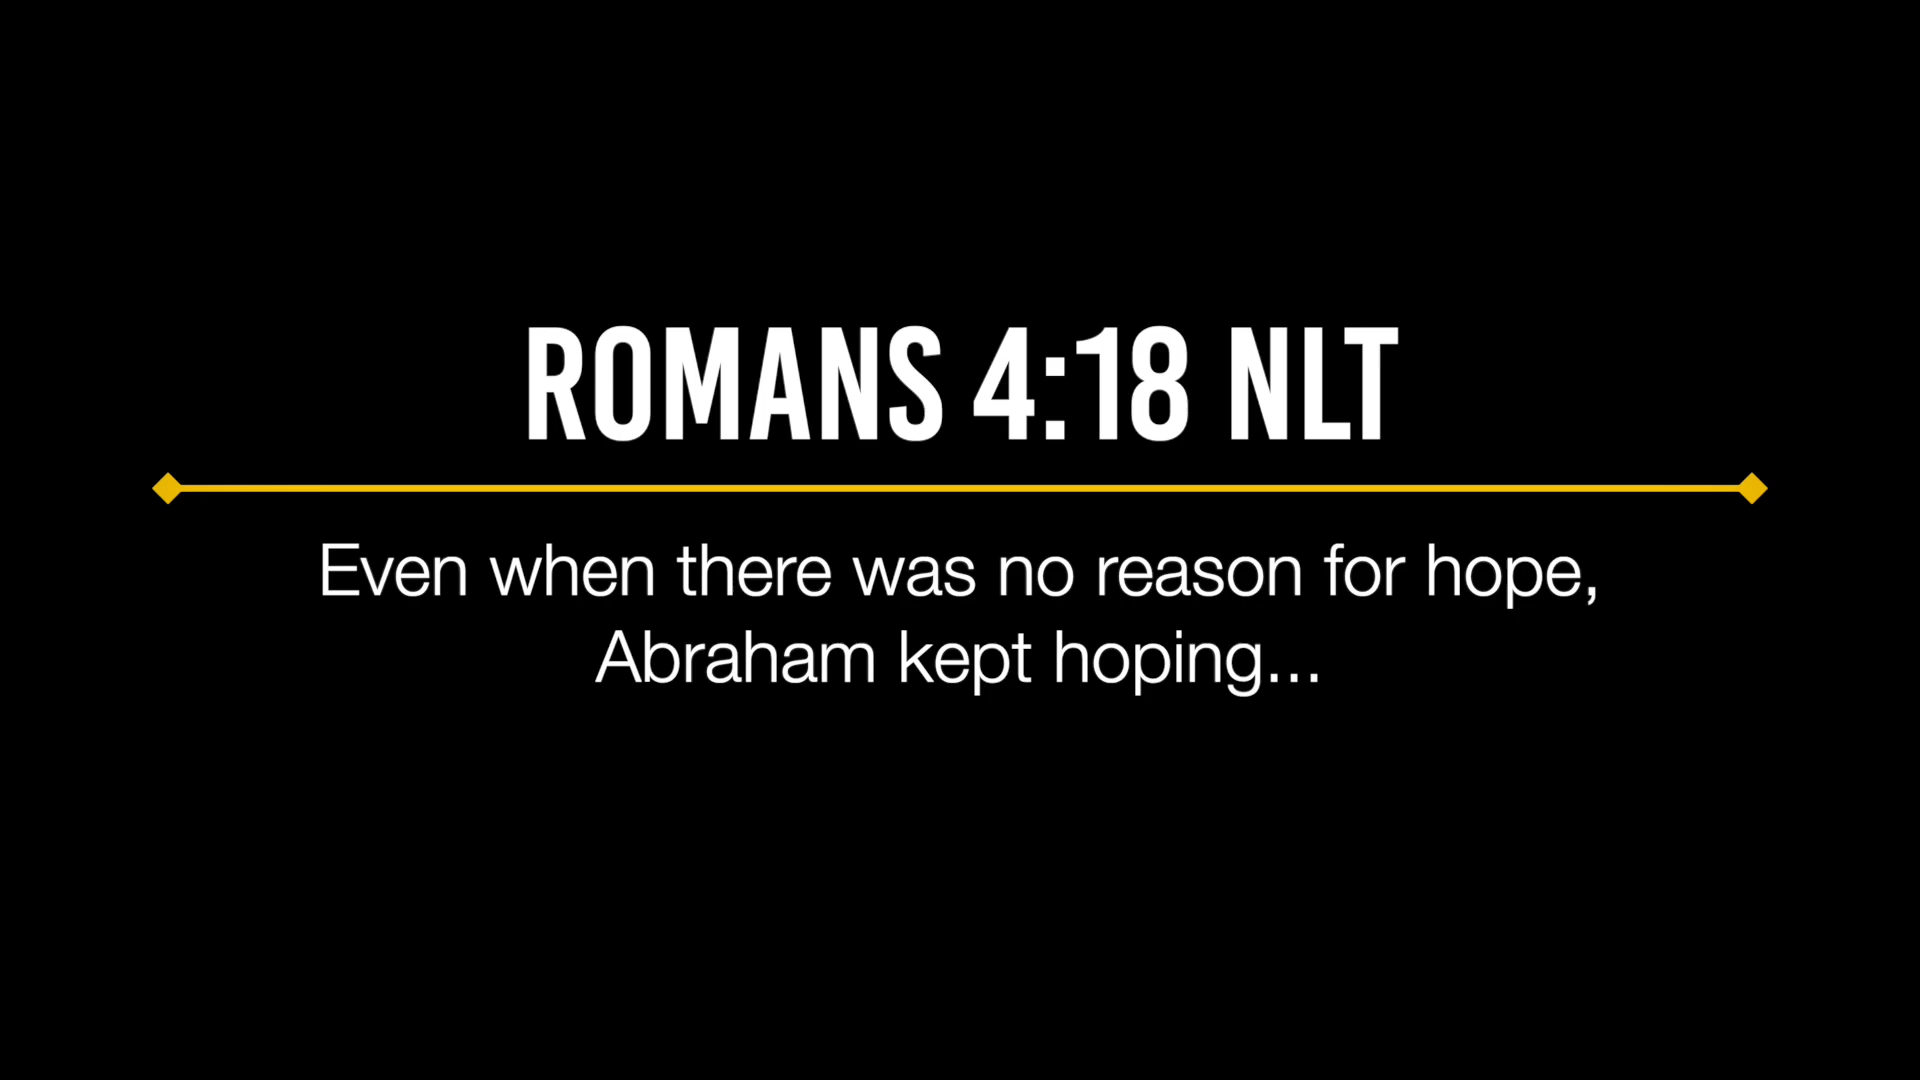 ROMANS 4:18 NLT
Even when there was no reason for hope,
Abraham kept hoping...